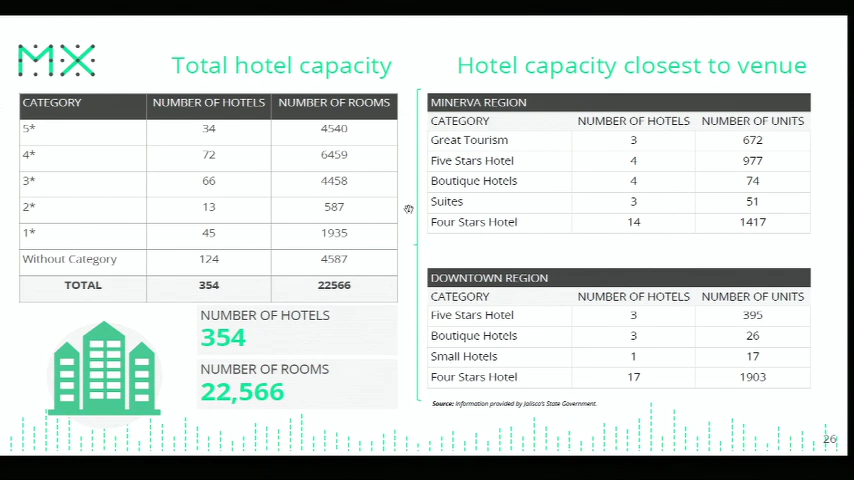 MX
Total hotel capacity
Hotel capacity closest to venue
CATEGORY NUMBER OF HOTELS NUMBER OF ROOMS
5* 34 4540
4* 72 6459
3* 66 4458
2* 13 587
1* 45 1935
Without Category 124 4587
TOTAL 354 22566
NUMBER OF HOTELS
354
NUMBER OF ROOMS
22,566
MINERVA REGION
CATEGORY NUMBER OF HOTELS NUMBER OF UNITS
Great Tourism 3 672
Five Stars Hotel 4 977
Boutique Hotels 4 74
Suites 3 51
Four Stars Hotel 14 1417
DOWNTOWN REGION
CATEGORY NUMBER OF HOTELS NUMBER OF UNITS
Five Stars Hotel 3 395
Boutique Hotels 3 26
Small Hotels 1 17
Four Stars Hotel 17 1903
Source: Information provided by Jalisco's State Government.
26